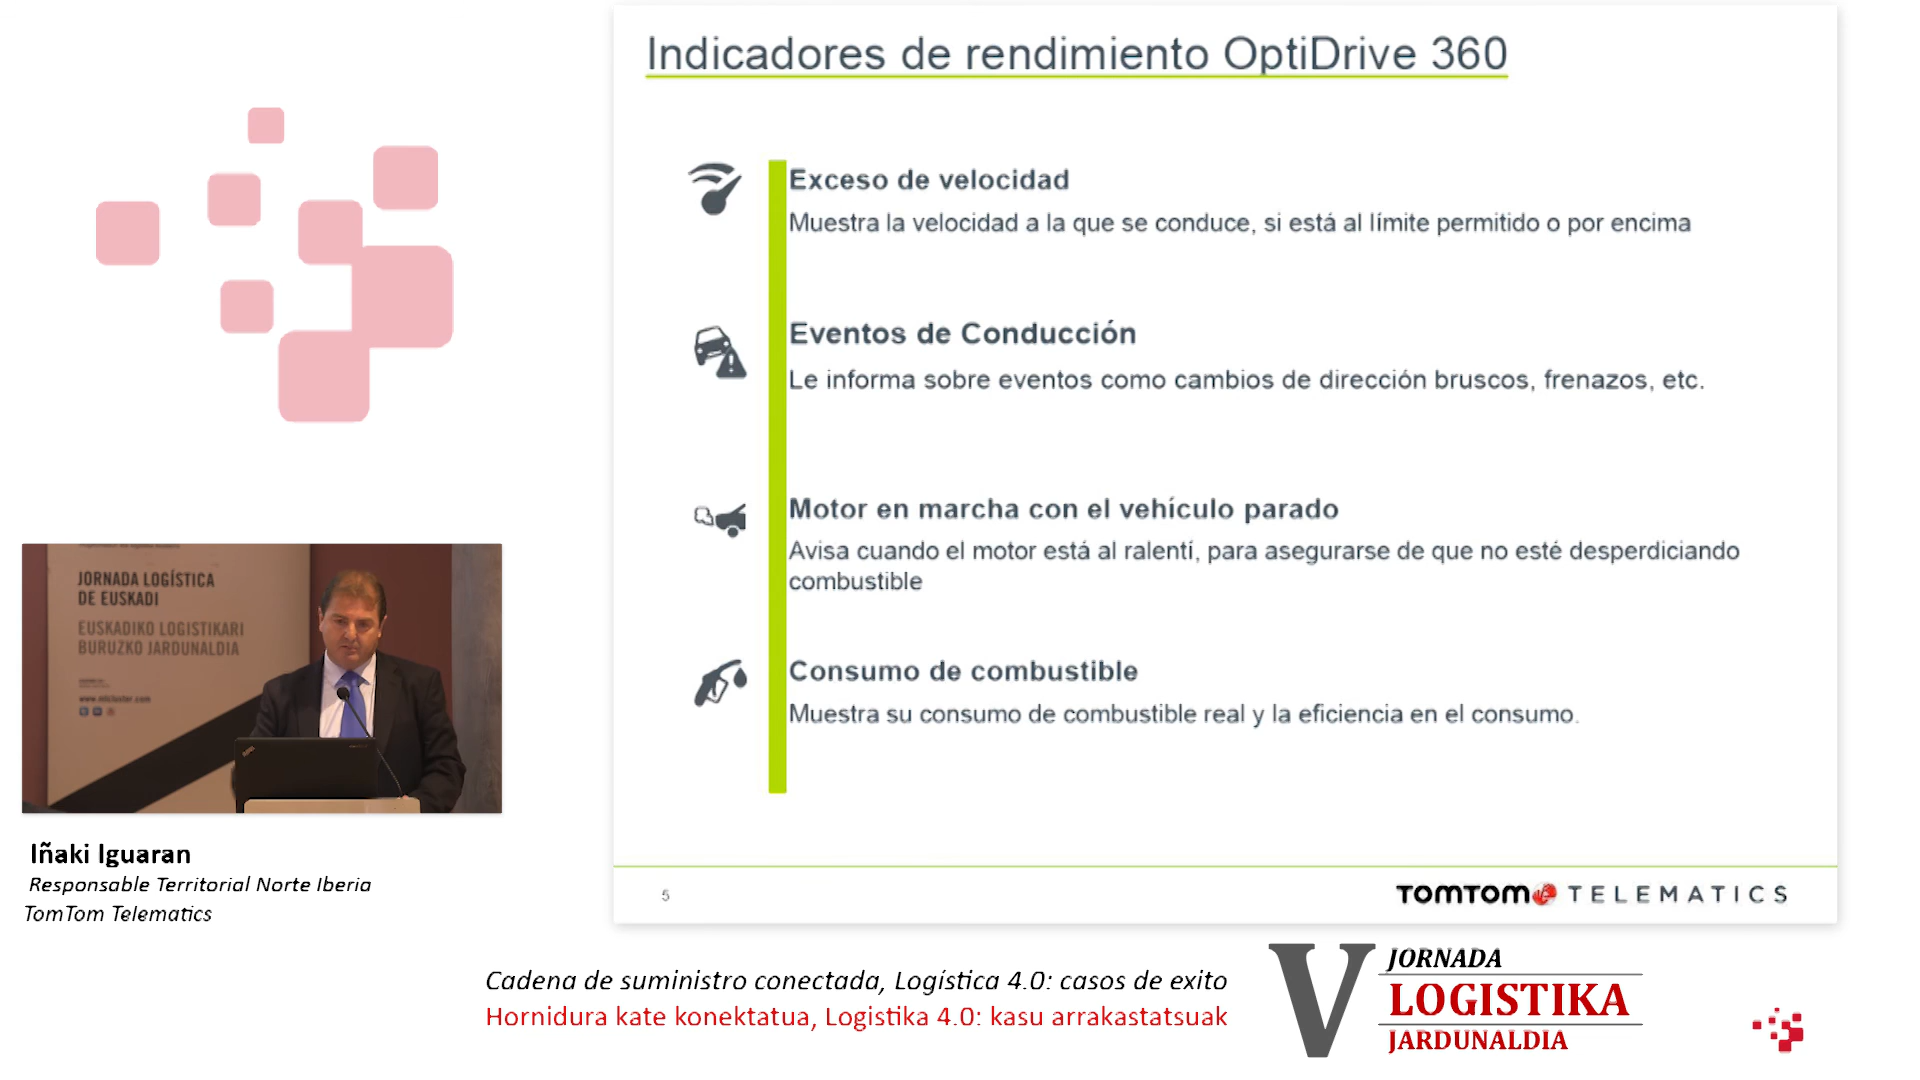 Indicadores de rendimiento OptiDrive 360
Exceso de velocidad
Muestra la velocidad a la que se conduce, si está al límite permitido o por encima
Eventos de Conducción
Le informa sobre eventos como cambios de dirección bruscos, frenazos, etc.
Motor en marcha con el vehículo parado
Avisa cuando el motor está al ralentí, para asegurarse de que no esté desperdiciando
combustible
Consumo de combustible
Muestra su consumo de combustible real y la eficiencia en el consumo.
5
TOMTOM TELEMATICS
JORNADA LOGÍSTICA
DE EUSKADI
EUSKADIKO LOGISTIKARI
BURUZKO JARDUNALDIA
www.mlcluster.com
Iñaki Iguaran
Responsable Territorial Norte Iberia
TomTom Telematics
Cadena de suministro conectada, Logística 4.0: casos de exito
Hornidura kate konektatua, Logistika 4.0: kasu arrakastatsuak
V JORNADA
LOGISTIKA
JARDUNALDIA